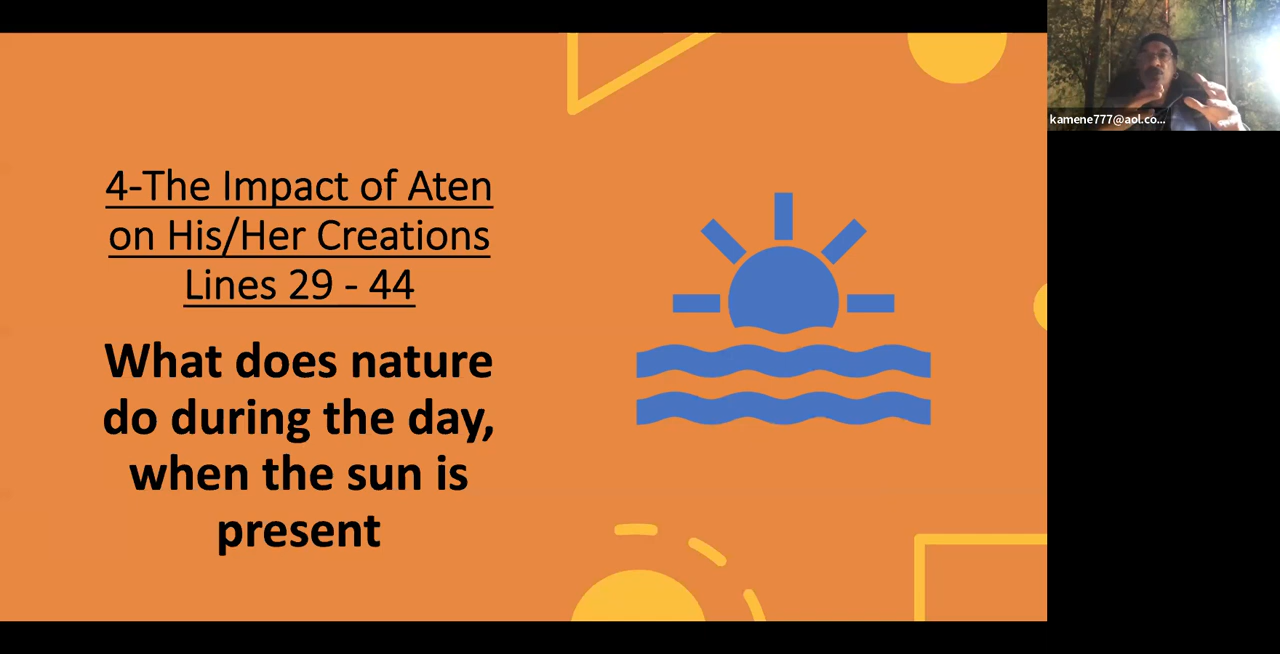 4-The Impact of Aten
on His/Her Creations
Lines 29 - 44
What does nature
do during the day,
when the sun is
present
kamene777@aol.co...